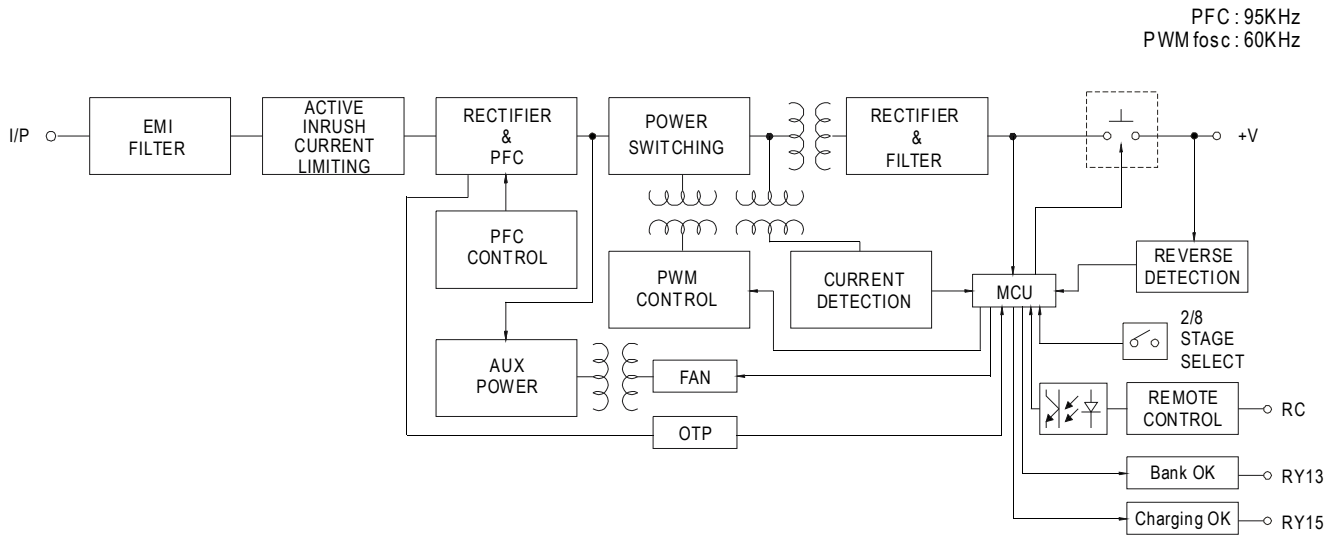 PFC : 95KHz
PWM fosc : 60KHz
I/P
EMI
FILTER
ACTIVE
INRUSH
CURRENT
LIMITING
RECTIFIER
&
PFC
POWER
SWITCHING
RECTIFIER
&
FILTER
+V
PFC
CONTROL
PWM
CONTROL
CURRENT
DETECTION
MCU
REVERSE
DETECTION
2/8
STAGE
SELECT
AUX
POWER
FAN
REMOTE
CONTROL
RC
OTP
Bank OK
RY13
Charging OK
RY15